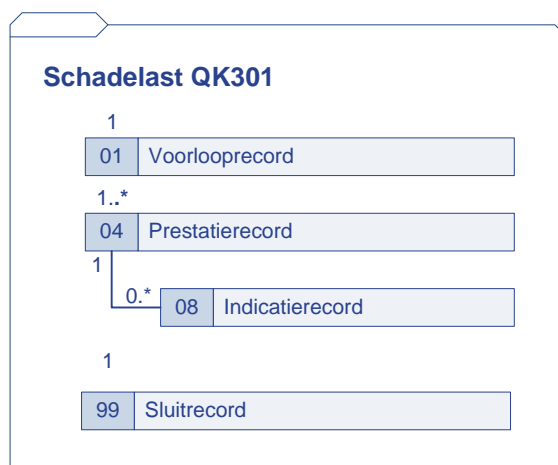 Schadelast QK301
1
01 Voorlooprecord
1..*
04 Prestatierecord
1
0.*
08 Indicatierecord
1
99 Sluitrecord